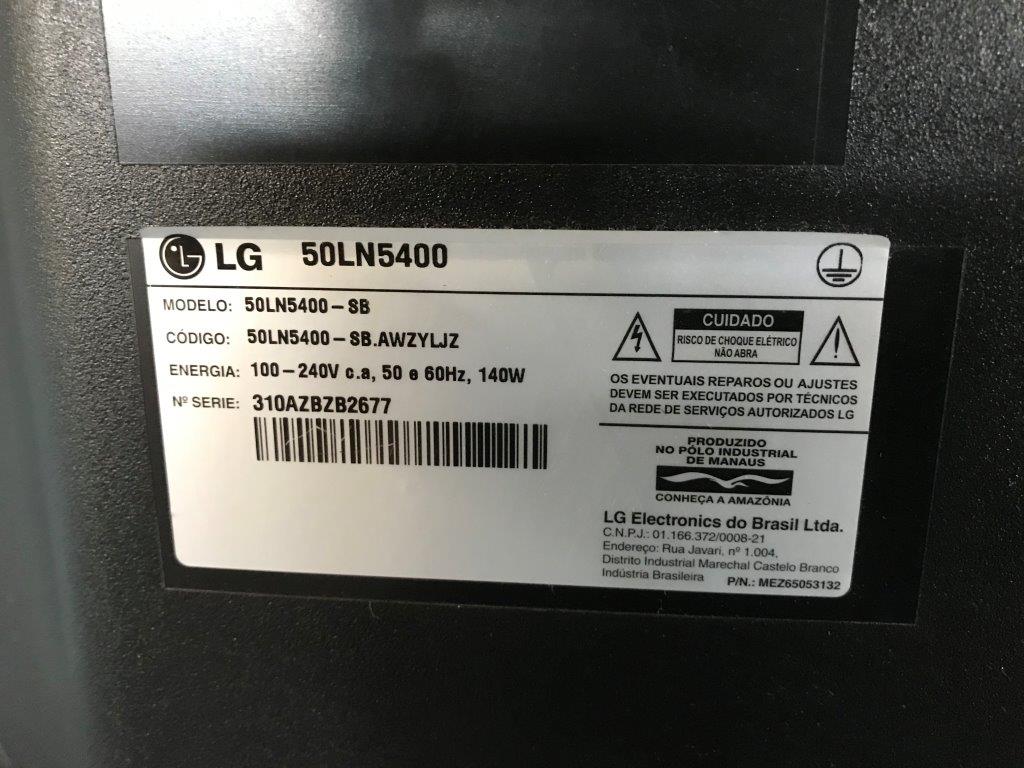 LG 50LN5400
MODELO: 50LN5400-SB
CÓDIGO: 50LN5400-SB.AWZYLJZ
ENERGIA: 100-240V c.a, 50 e 60Hz, 140W
Nº SERIE: 310AZBZB2677
CUIDADO
RISCO DE CHOQUE ELÉTRICO
NÃO ABRA
OS EVENTUAIS REPAROS OU AJUSTES
DEVEM SER EXECUTADOS POR TÉCNICOS
DA REDE DE SERVIÇOS AUTORIZADOS LG
PRODUZIDO
NO PÓLO INDUSTRIAL
DE MANAUS
CONHEÇA A AMAZÔNIA
LG Electronics do Brasil Ltda.
C.N.P.J.: 01.166.372/0008-21
Endereço: Rua Javari, nº 1.004,
Distrito Industrial Marechal Castelo Branco
Indústria Brasileira P/N.: MEZ65053132